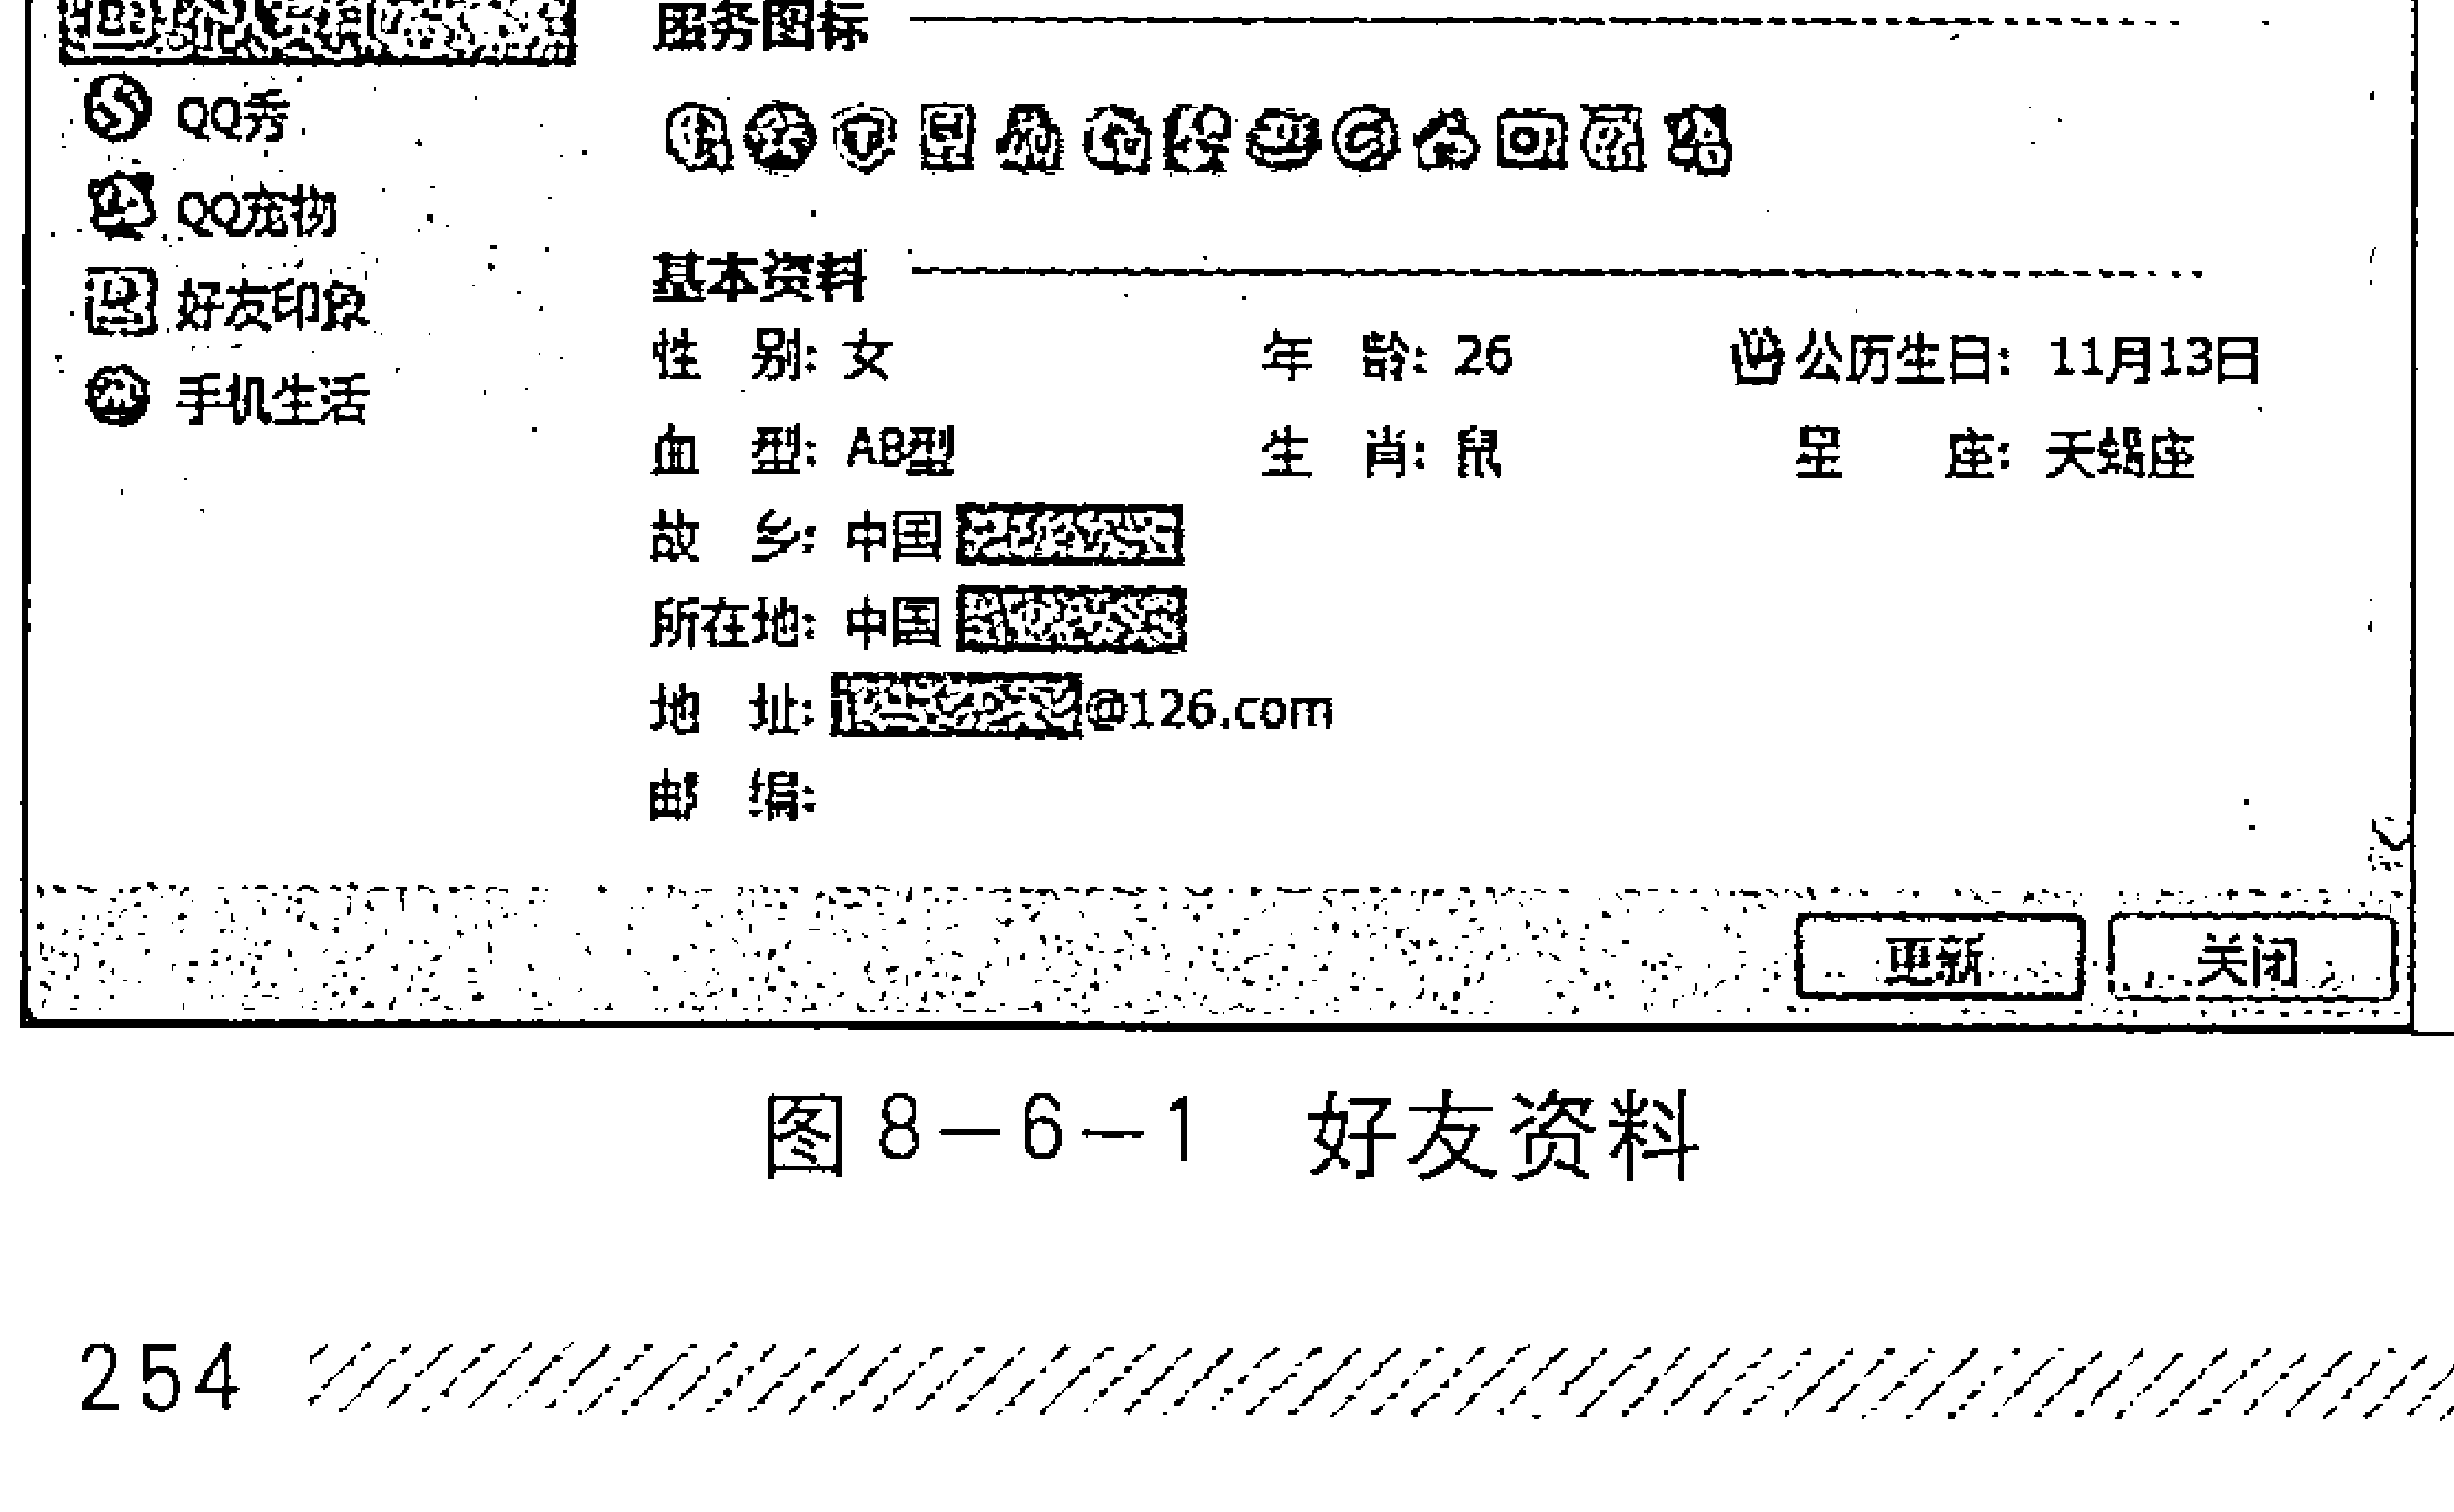 服务图标
QQ秀
QQ宠物
好友印象
手机生活
基本资料
性 别: 女 年 龄: 26 公历生日: 11月13日
血 型: AB型 生 肖: 鼠 星 座: 天蝎座
故 乡: 中国
所在地: 中国
地 址: @126.com
邮 编:
更新 关闭
图8-6-1 好友资料
254